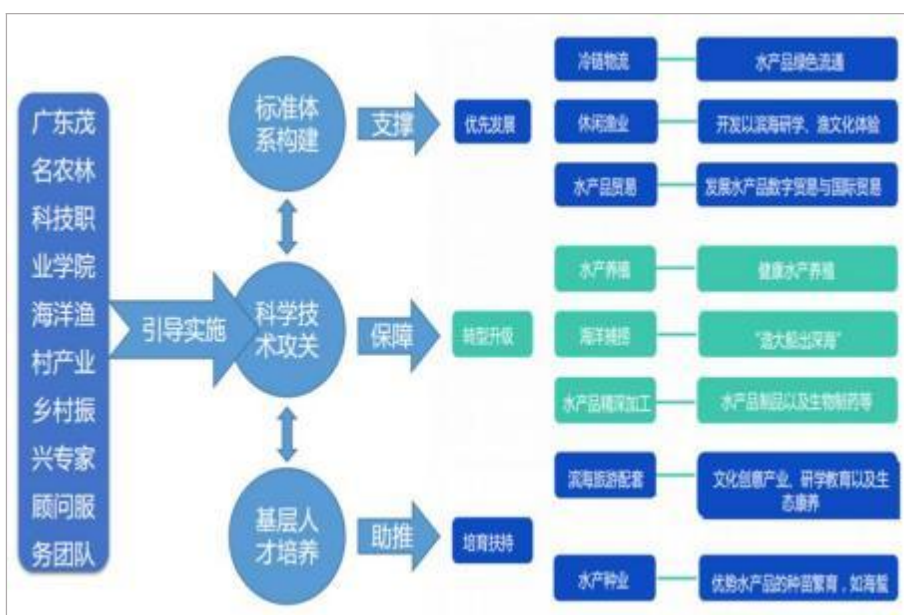 广东茂
名农林
科技职
业学院
海洋渔
村产业
乡村振
兴专家
顾问服
务团队
引导实施
标准体
系构建
科学技
术攻关
基层人
才培养
支撑
保障
助推
优先发展
转型升级
培育扶持
冷链物流
水产品绿色流通
休闲渔业
开发以滨海研学、渔文化体验
水产品贸易
发展水产品数字贸易与国际贸易
水产养殖
健康水产养殖
海洋捕捞
“造大船出深海”
水产品精深加工
水产品制品以及生物制药等
滨海旅游配套
文化创意产业、研学教育以及生
态康养
水产种业
优势水产品的种苗繁育，如海蜇